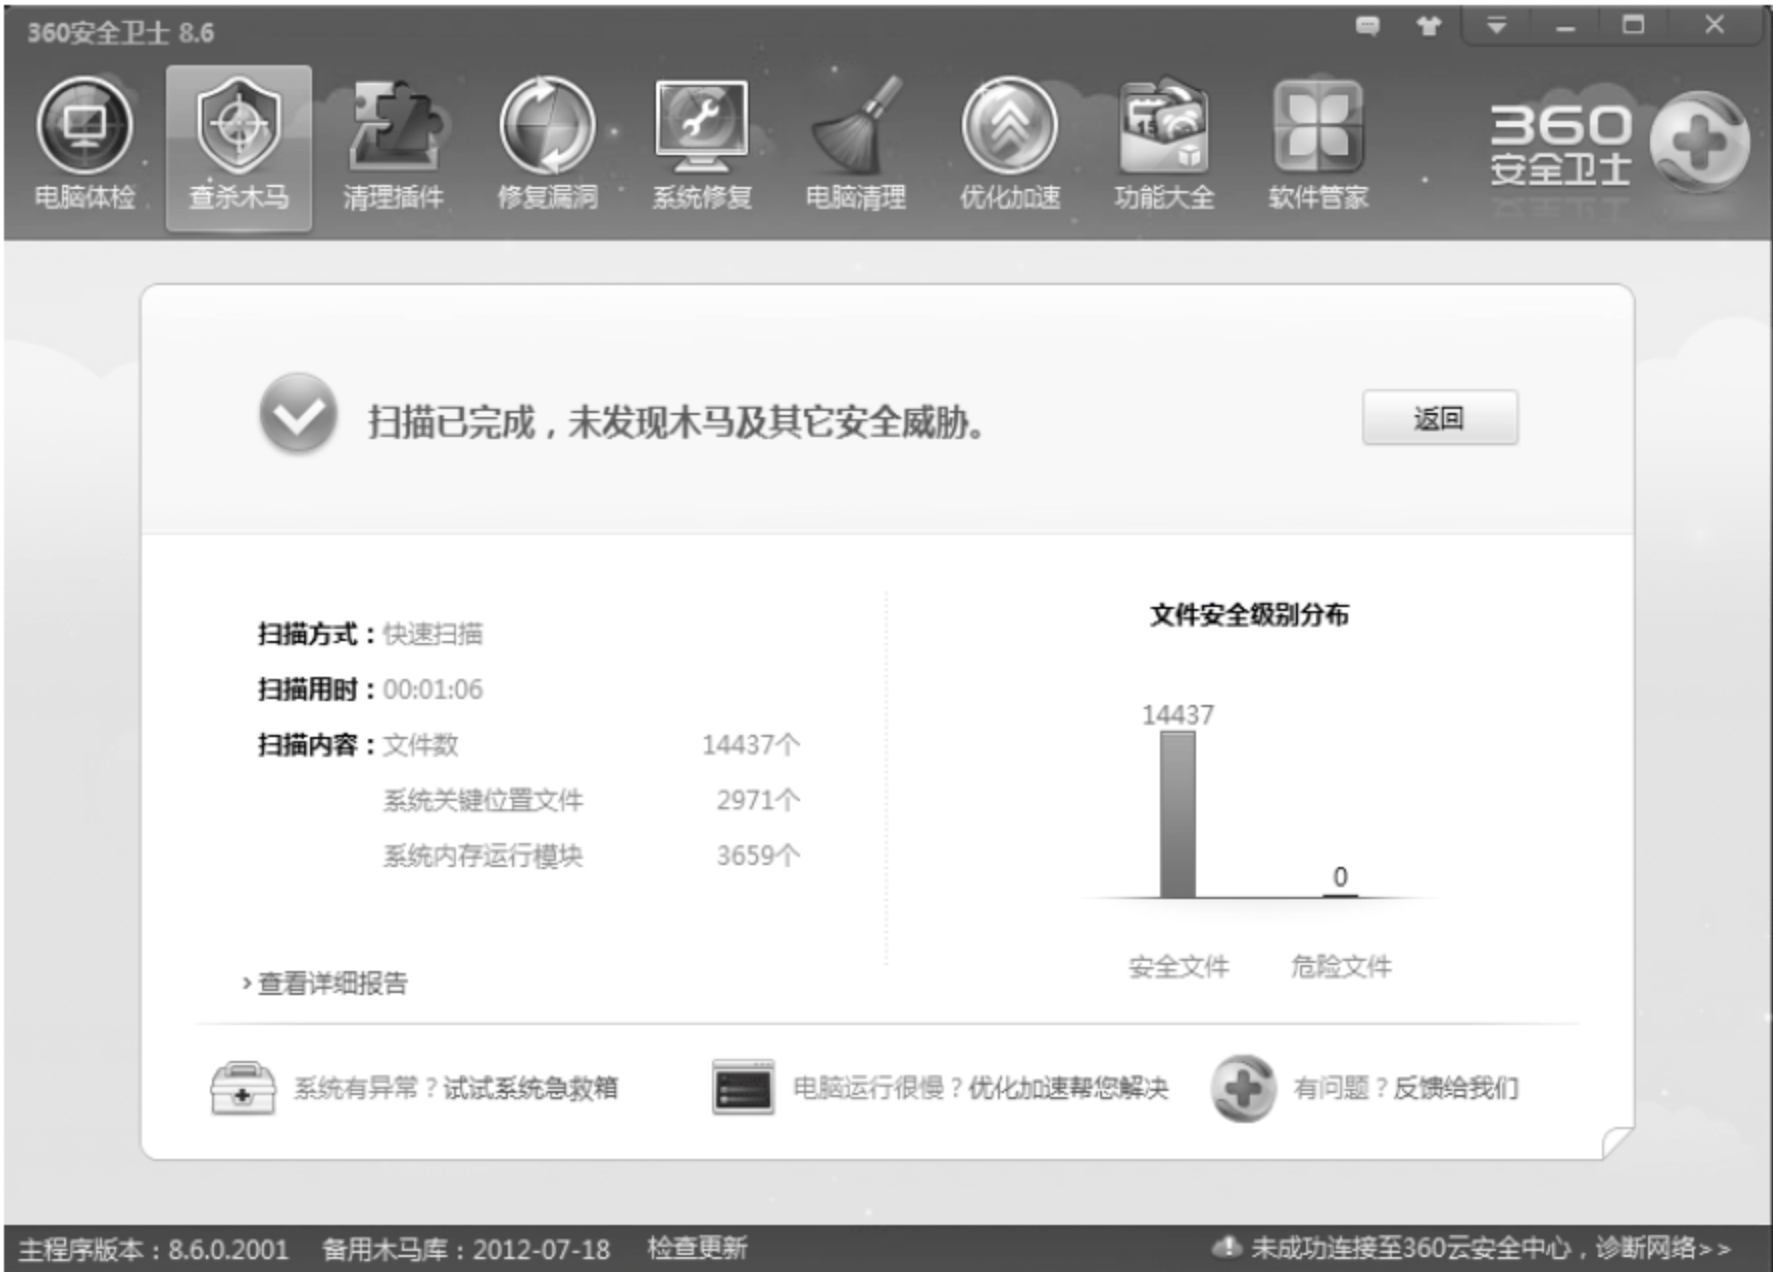 360安全卫士 8.6
电脑体检
查杀木马
清理插件
修复漏洞
系统修复
电脑清理
优化加速
功能大全
软件管家
360
安全卫士
15
扫描已完成，未发现木马及其它安全威胁。
返回
扫描方式：快速扫描
扫描用时：00:01:06
扫描内容：文件数 14437个
系统关键位置文件 2971个
系统内存运行模块 3659个
查看详细报告
文件安全级别分布
14437
0
安全文件
危险文件
系统有异常？试试系统急救箱
电脑运行很慢？优化加速帮您解决
有问题？反馈给我们
主程序版本：8.6.0.2001 备用木马库：2012-07-18 检查更新
未成功连接至360云安全中心，诊断网络>>